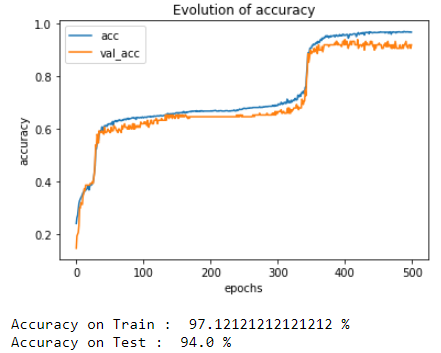 Evolution of accuracy
1.0
acc
val_acc
0.8
0.6
0.4
0.2
accuracy
0 100 200 300 400 500
epochs
Accuracy on Train :  97.12121212121212 %
Accuracy on Test :  94.0 %